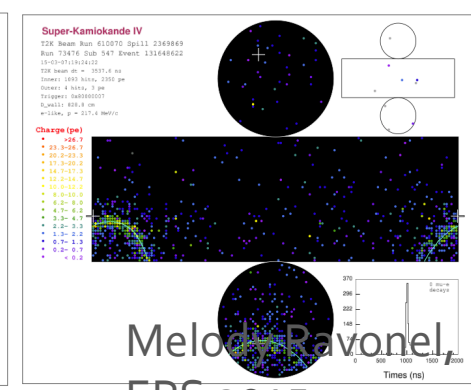 Super-Kamiokande IV
T2K Beam Run 610070 Spill 2369869
Run 73476 Sub 547 Event 131648622
15-03-07:19:24:22
T2K beam dt = 3537.6 ns
Inner: 1893 hits, 2350 pe
Outer: 4 hits, 3 pe
Trigger: 0x80000007
D_wall: 828.8 cm
e-like, p = 217.6 MeV/c
Charge(pe)
>26.7
23.3-26.7
20.2-23.3
17.3-20.2
14.7-17.3
12.2-14.7
10.0-12.2
8.0-10.0
6.2- 8.0
4.7- 6.2
3.3- 4.7
2.2- 3.3
1.3- 2.2
0.7- 1.3
0.2- 0.7
< 0.2
370
296
222
148
0
0 mu-e
decays
0 500 1000 1500 2000
Times (ns)
Melody Ravonel,